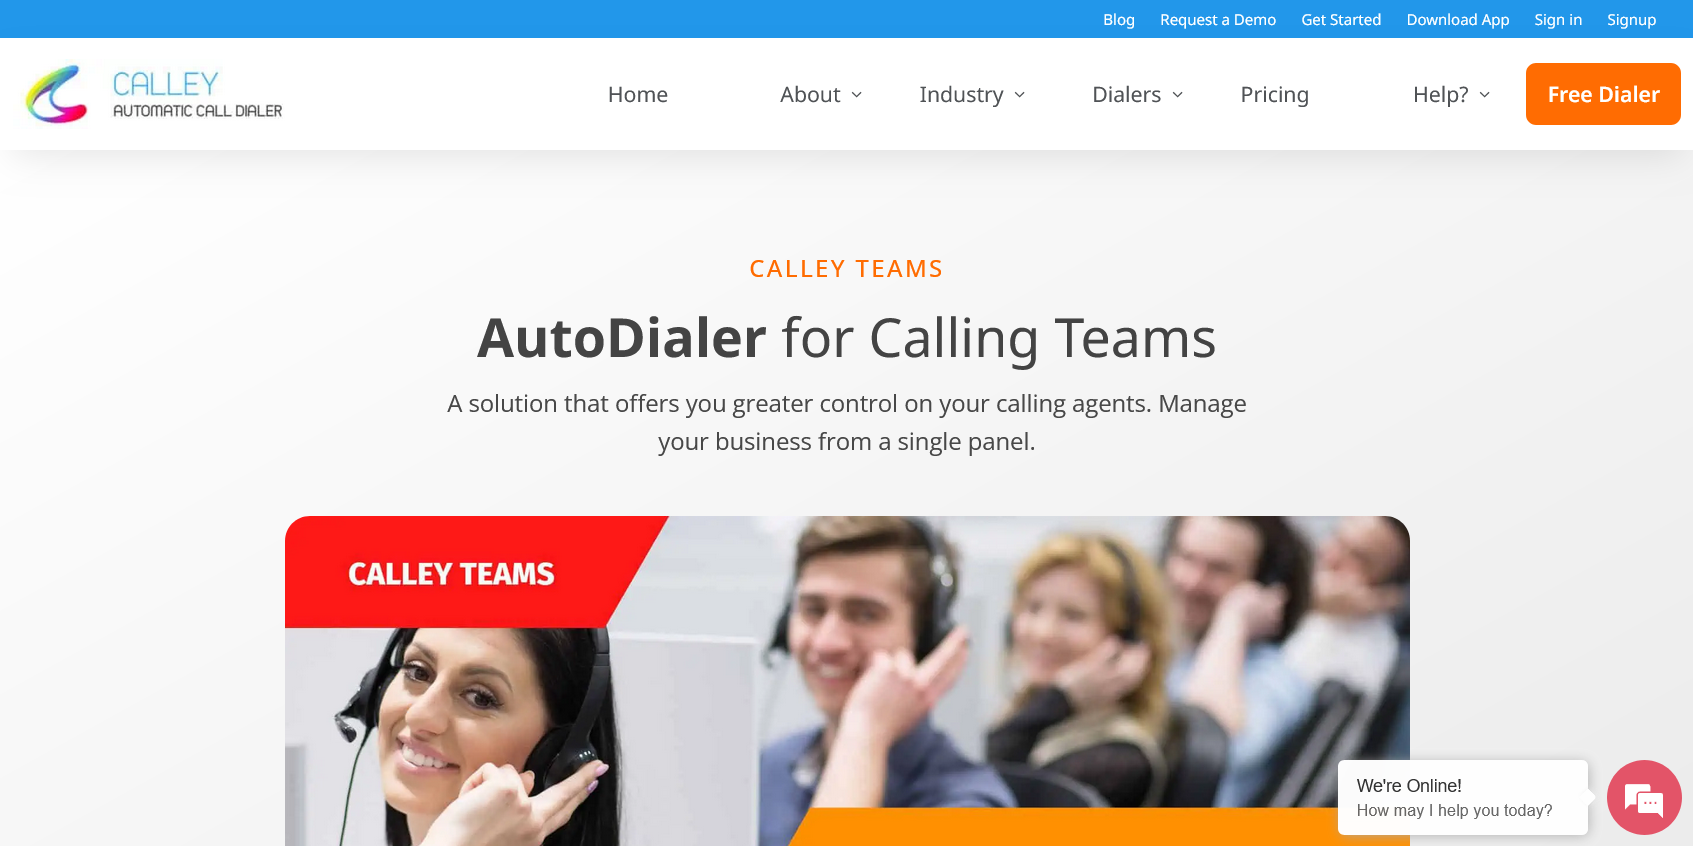 Blog Request a Demo Get Started Download App Sign in Signup
CALLEY
AUTOMATIC CALL DIALER
Home About Industry Dialers Pricing Help? Free Dialer
CALLEY TEAMS
AutoDialer for Calling Teams
A solution that offers you greater control on your calling agents. Manage
your business from a single panel.
CALLEY TEAMS
We're Online!
How may I help you today?